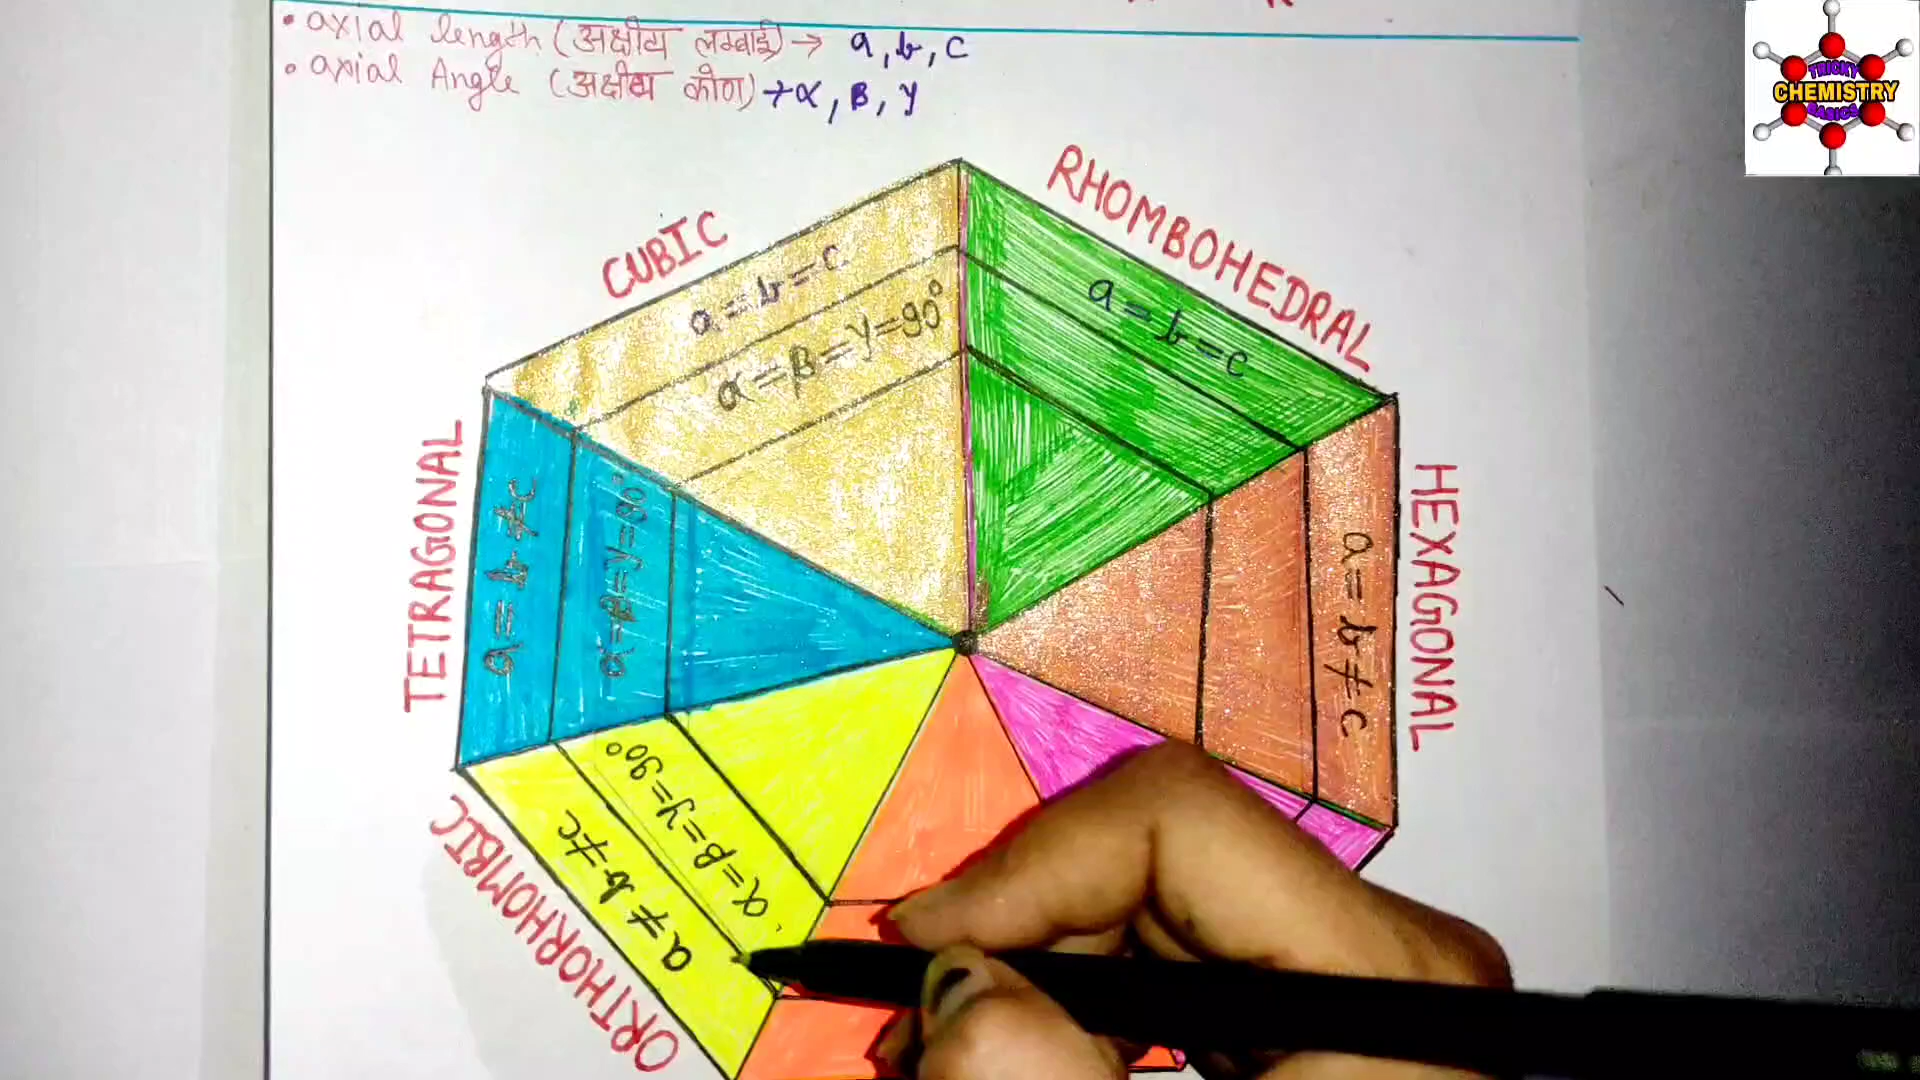 • axial length (अक्षीय लम्बाई) → a, b, c
• axial Angle (अक्षीय कोण) → α, β, γ
TRICKY
CHEMISTRY
BASICS
CUBIC
a = b = c
α = β = γ = 90°
RHOMBOHEDRAL
a = b = c
TETRAGONAL
a = b ≠ c
α = β = γ = 90°
HEXAGONAL
a = b ≠ c
ORTHORHOMBIC
a ≠ b ≠ c
α = β = γ = 90°